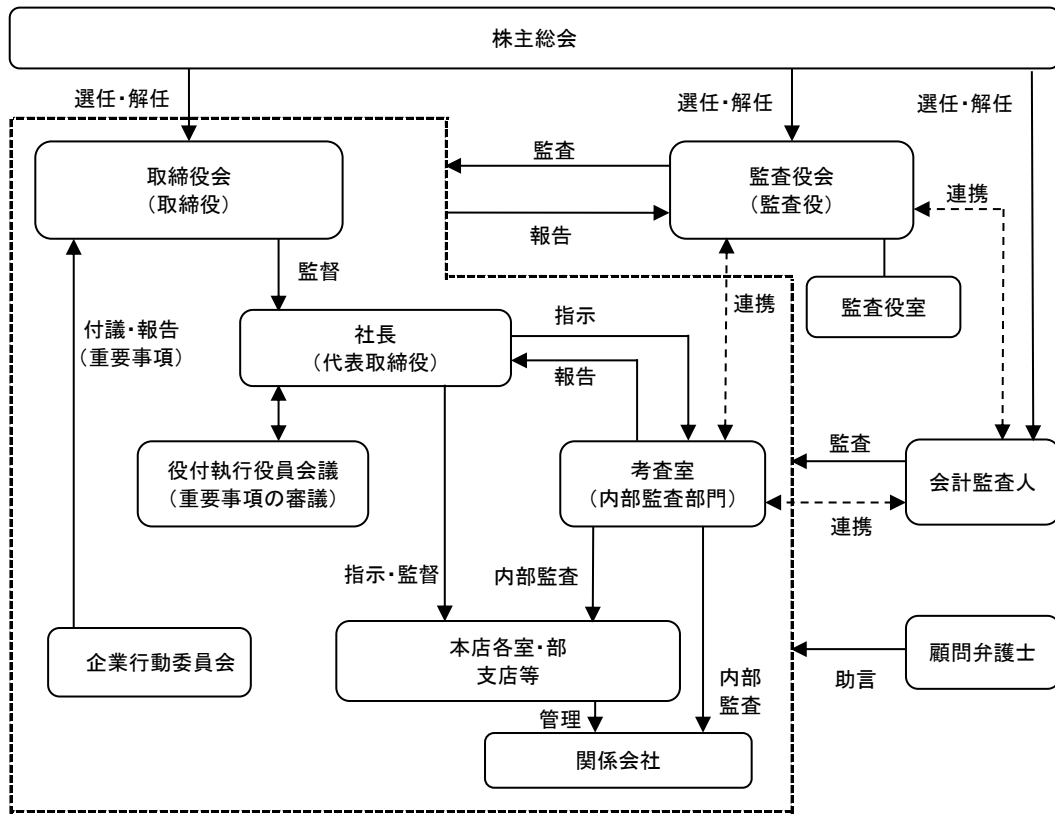 株主総会
選任・解任
選任・解任
選任・解任
取締役会
(取締役)
監査
監査役会
(監査役)
連携
報告
監督
連携
監査役室
付議・報告
(重要事項)
社長
(代表取締役)
指示
報告
役付執行役員会議
(重要事項の審議)
考査室
(内部監査部門)
監査
会計監査人
連携
指示・監督
内部監査
企業行動委員会
本店各室・部
支店等
内部
監査
顧問弁護士
助言
管理
関係会社